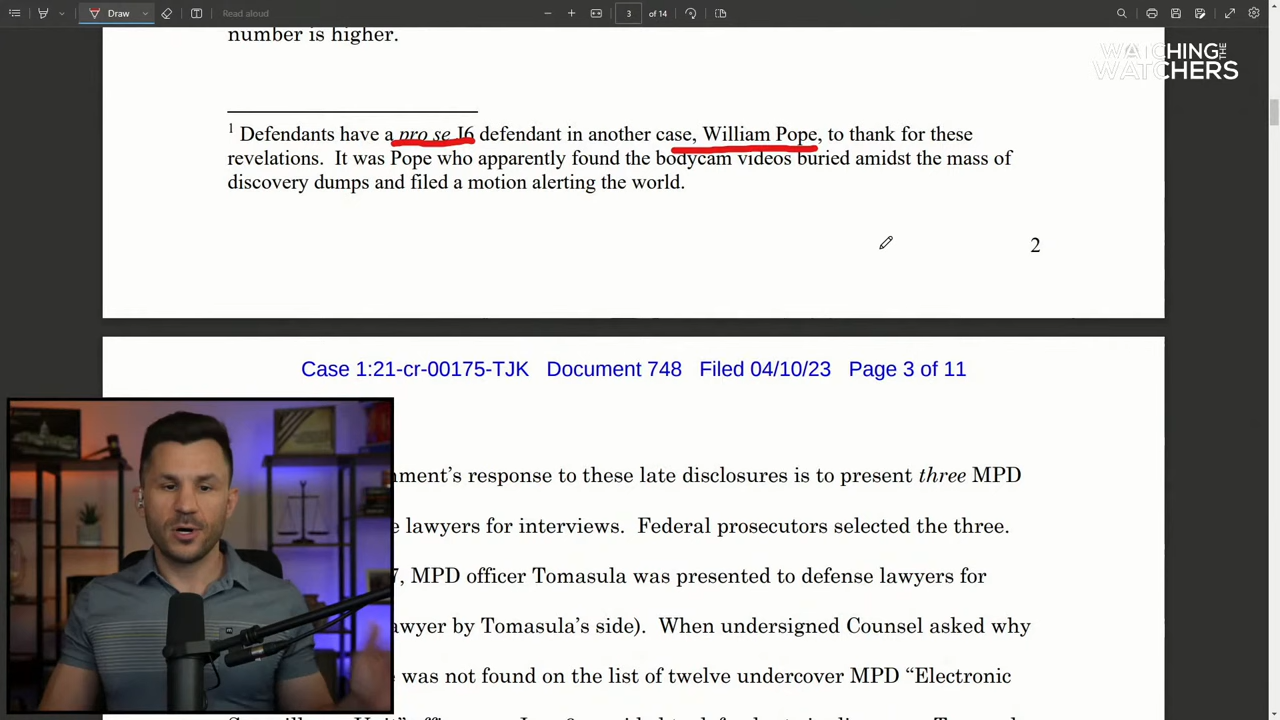 Draw
Read aloud
3
of 14
WATCHING THE
WATCHERS
number is higher.
1 Defendants have a pro se J6 defendant in another case, William Pope, to thank for these
revelations. It was Pope who apparently found the bodycam videos buried amidst the mass of
discovery dumps and filed a motion alerting the world.
2
Case 1:21-cr-00175-TJK Document 748 Filed 04/10/23 Page 3 of 11
nment’s response to these late disclosures is to present three MPD
e lawyers for interviews. Federal prosecutors selected the three.
7, MPD officer Tomasula was presented to defense lawyers for
awyer by Tomasula’s side). When undersigned Counsel asked why
was not found on the list of twelve undercover MPD “Electronic